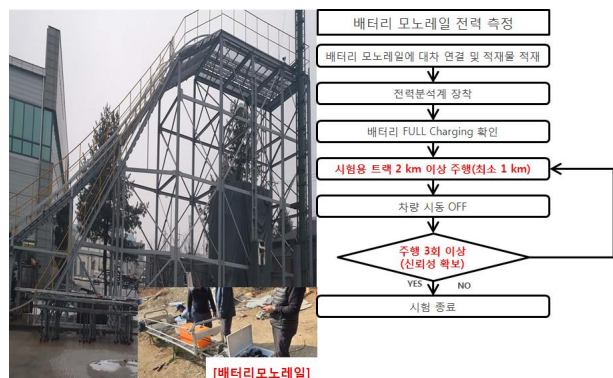 배터리 모노레일 전력 측정
배터리 모노레일에 대차 연결 및 적재물 적재
전력분석계 장착
배터리 FULL Charging 확인
시험용 트랙 2 km 이상 주행(최소 1 km)
차량 시동 OFF
주행 3회 이상
(신뢰성 확보)
YES
NO
시험 종료
[배터리모노레일]